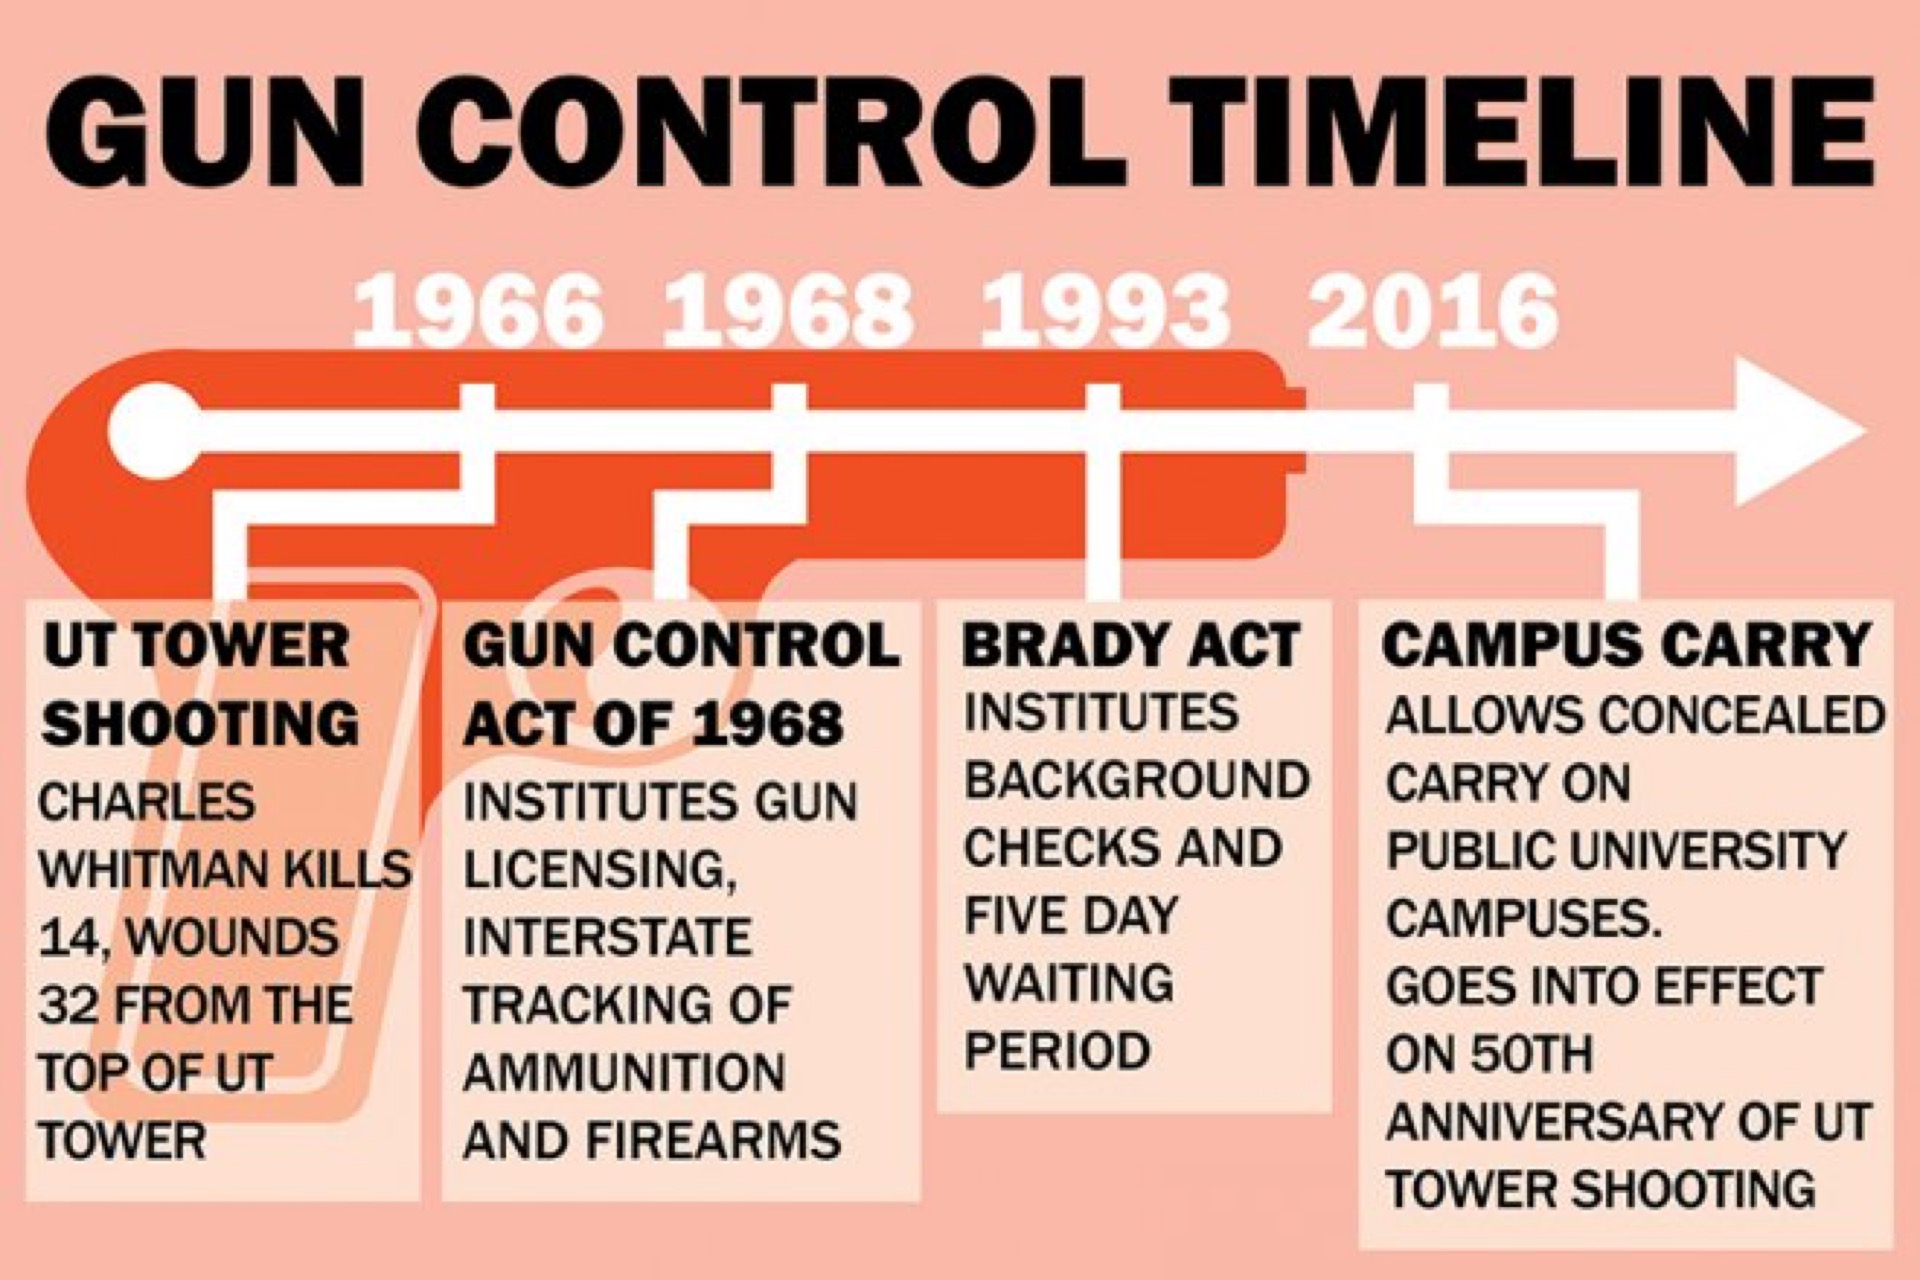 GUN CONTROL TIMELINE
1966 1968 1993 2016
UT TOWER
SHOOTING
CHARLES
WHITMAN KILLS
14, WOUNDS
32 FROM THE
TOP OF UT
TOWER
GUN CONTROL
ACT OF 1968
INSTITUTES GUN
LICENSING,
INTERSTATE
TRACKING OF
AMMUNITION
AND FIREARMS
BRADY ACT
INSTITUTES
BACKGROUND
CHECKS AND
FIVE DAY
WAITING
PERIOD
CAMPUS CARRY
ALLOWS CONCEALED
CARRY ON
PUBLIC UNIVERSITY
CAMPUSES.
GOES INTO EFFECT
ON 50TH
ANNIVERSARY OF UT
TOWER SHOOTING